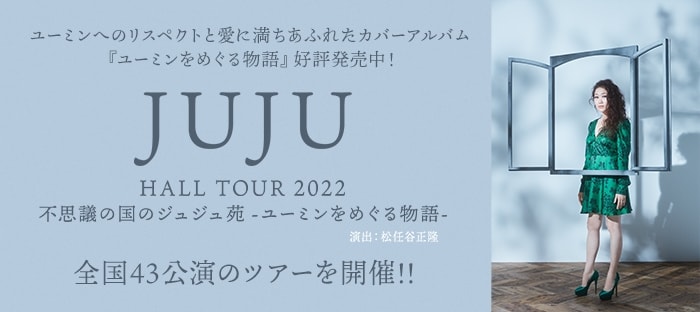 ユーミンへのリスペクトと愛に満ちあふれたカバーアルバム
『ユーミンをめぐる物語』好評発売中！
JUJU
HALL TOUR 2022
不思議の国のジュジュ苑 -ユーミンをめぐる物語-
演出：松任谷正隆
全国43公演のツアーを開催!!